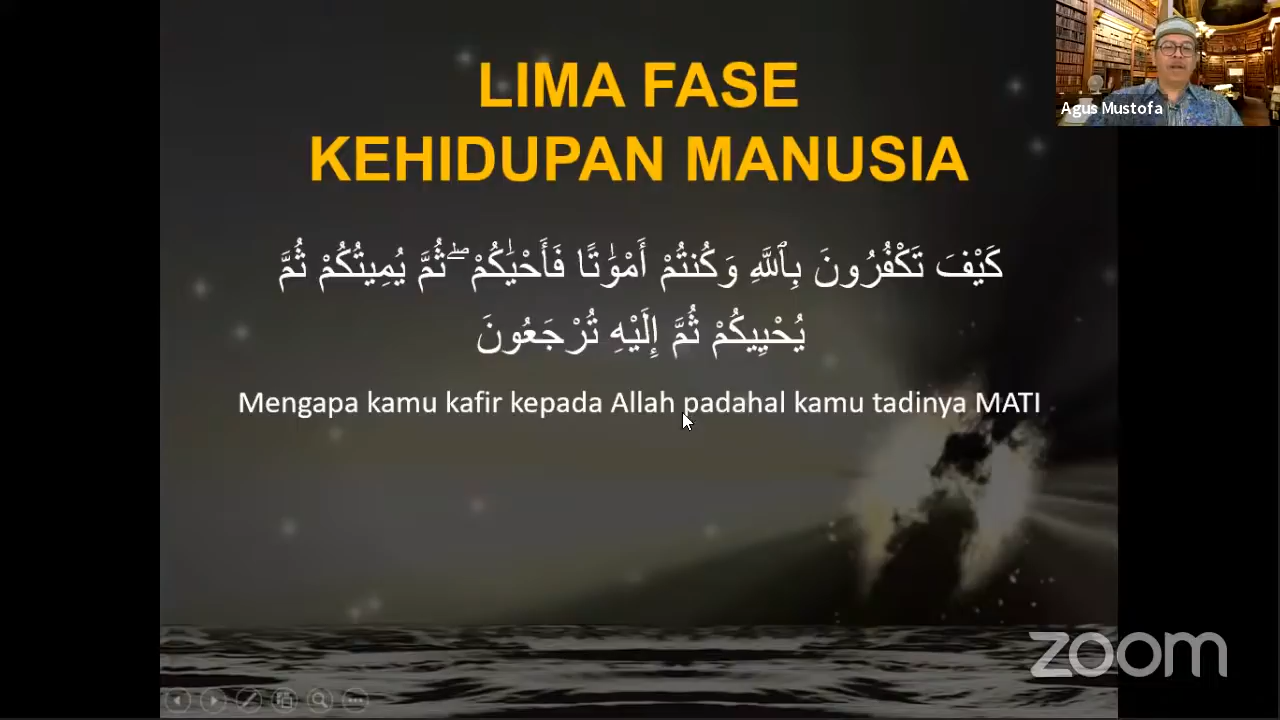 LIMA FASE
KEHIDUPAN MANUSIA
كَيْفَ تَكْفُرُونَ بِٱللَّهِ وَكُنتُمْ أَمْوَٰتًا فَأَحْيَٰكُمْ ۖ ثُمَّ يُمِيتُكُمْ ثُمَّ
يُحْيِيكُمْ ثُمَّ إِلَيْهِ تُرْجَعُونَ
Mengapa kamu kafir kepada Allah padahal kamu tadinya MATI
Agus Mustofa
zoom